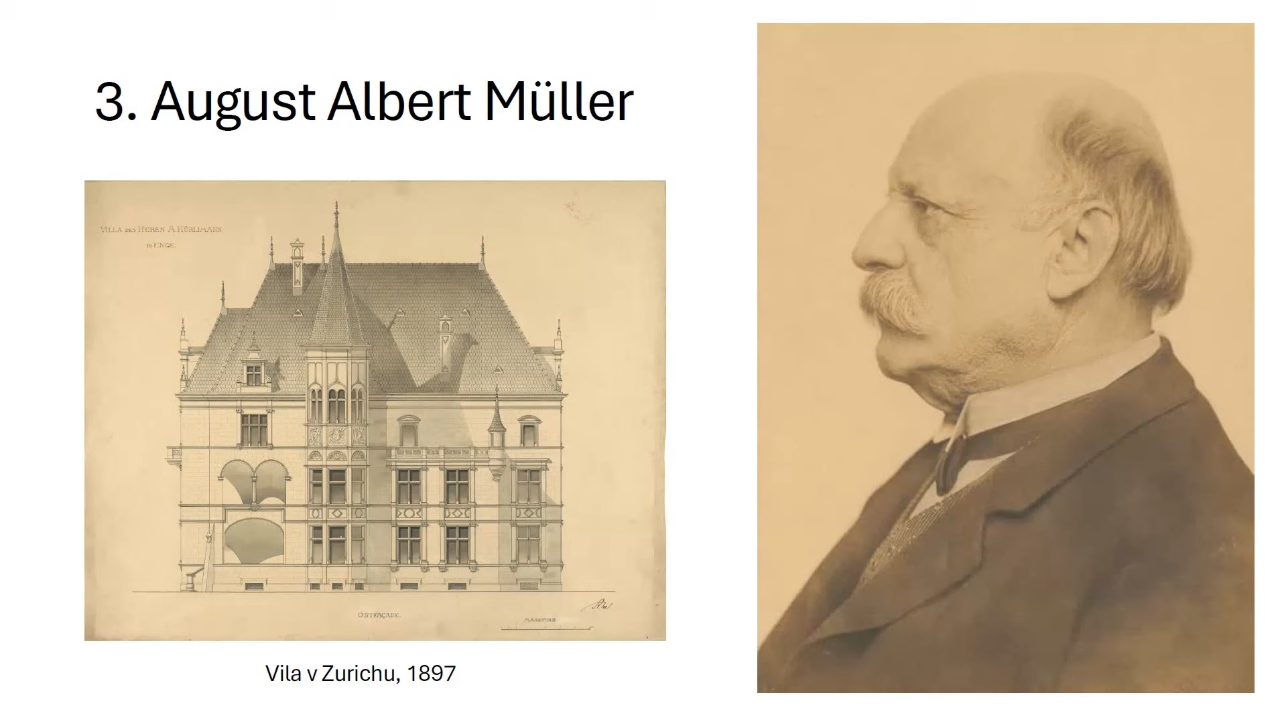 3. August Albert Müller
VILLA DES HERRN A. HÜRLIMANN
IN ENGE.
OSTFAÇADE.
Vila v Zurichu, 1897